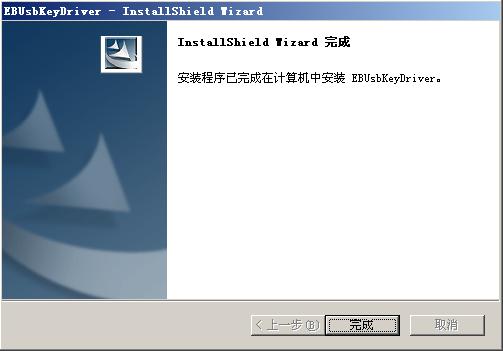 EBUsbKeyDriver - InstallShield Wizard
InstallShield Wizard 完成
安装程序已完成在计算机中安装 EBUsbKeyDriver。
< 上一步(B)
完成
取消